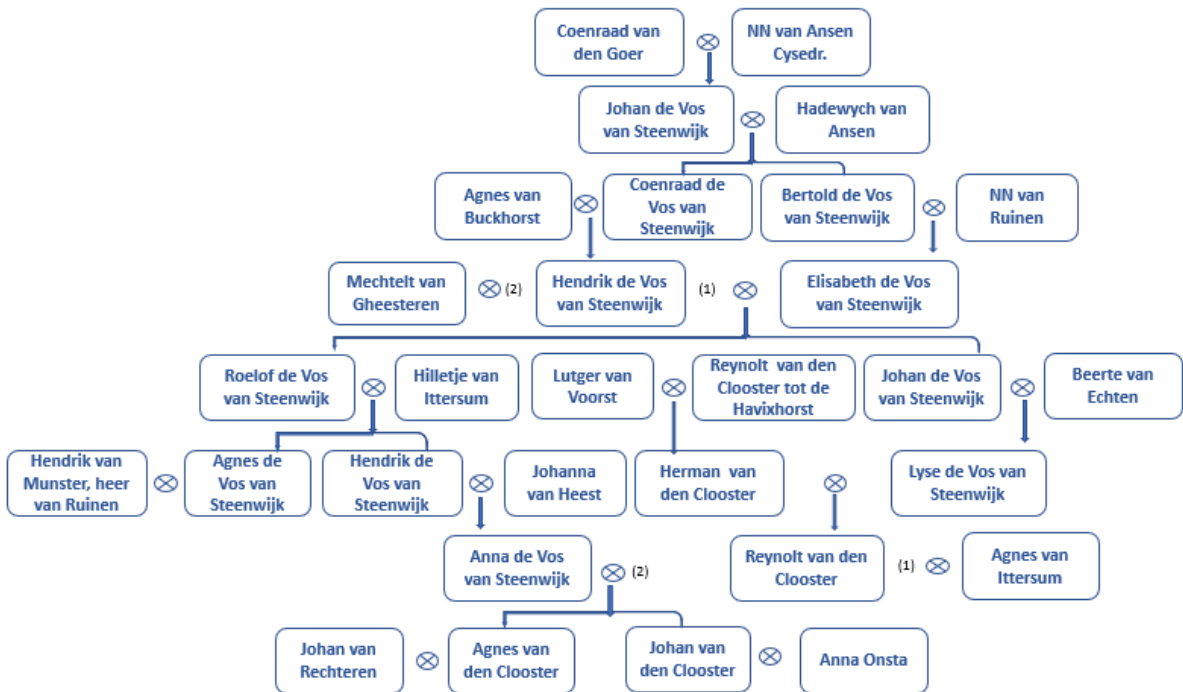 Coenraad van
den Goer
NN van Ansen
Cysedr.
Johan de Vos
van Steenwijk
Hadewych van
Ansen
Agnes van
Buckhorst
Coenraad de
Vos van
Steenwijk
Bertold de Vos
van Steenwijk
NN van
Ruinen
Mechtelt van
Gheesteren
(2)
Hendrik de Vos
van Steenwijk
(1)
Elisabeth de Vos
van Steenwijk
Roelof de Vos
van Steenwijk
Hilletje van
Ittersum
Lutger van
Voorst
Reynolt van den
Clooster tot de
Havixhorst
Johan de Vos
van Steenwijk
Beerte van
Echten
Hendrik van
Munster, heer
van Ruinen
Agnes de
Vos van
Steenwijk
Hendrik de
Vos van
Steenwijk
Johanna
van Heest
Herman van
den Clooster
Lyse de Vos van
Steenwijk
Anna de Vos
van Steenwijk
(2)
Reynolt van den
Clooster
(1)
Agnes van
Ittersum
Johan van
Rechteren
Agnes van
den Clooster
Johan van
den Clooster
Anna Onsta